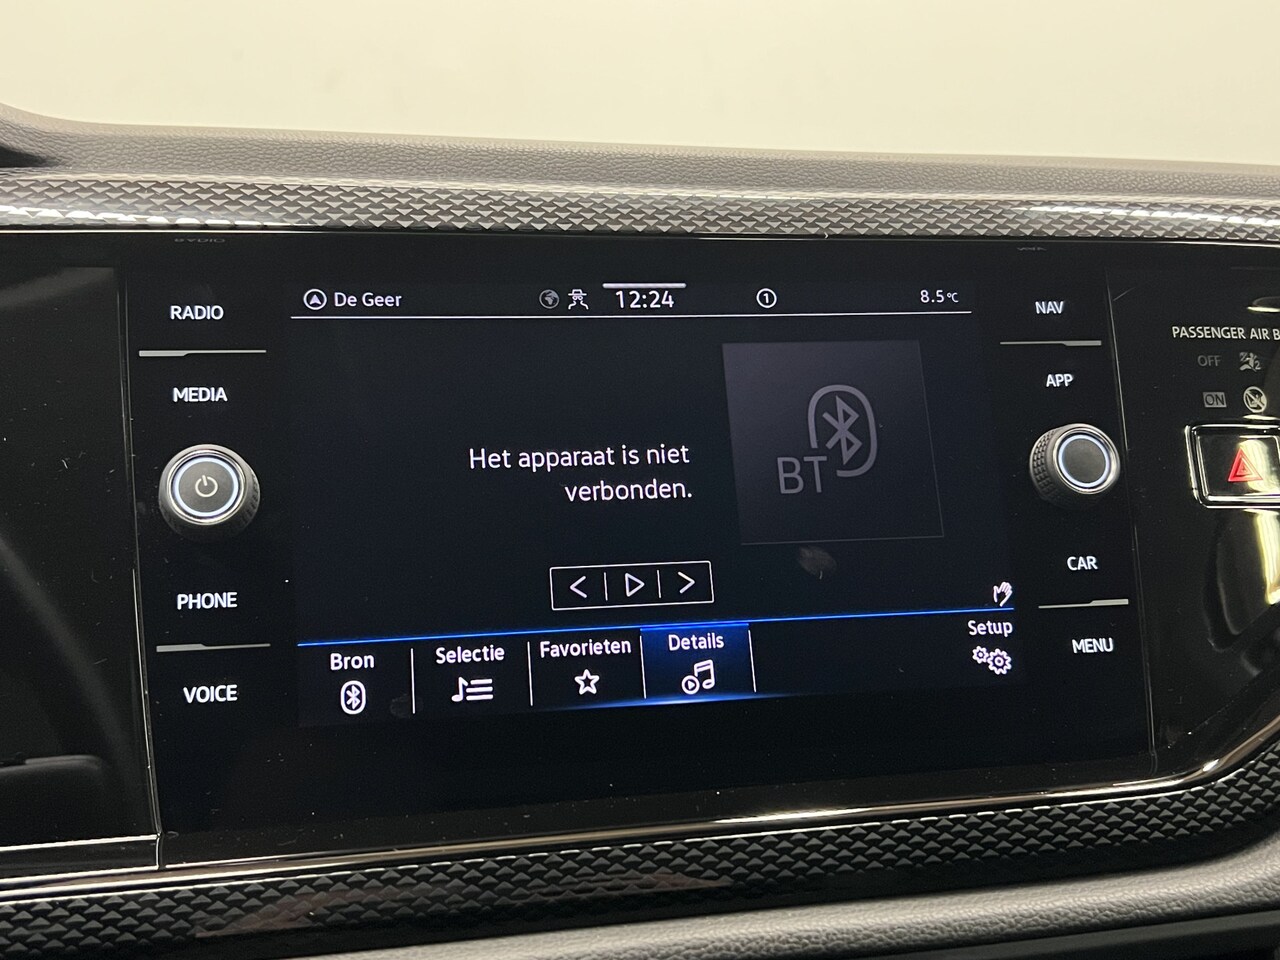 RADIO
MEDIA
PHONE
VOICE
De Geer
12:24
1
8.5°C
Het apparaat is niet
verbonden.
BT
Bron
Selectie
Favorieten
Details
Setup
NAV
APP
CAR
MENU
PASSENGER AIR B
OFF
ON